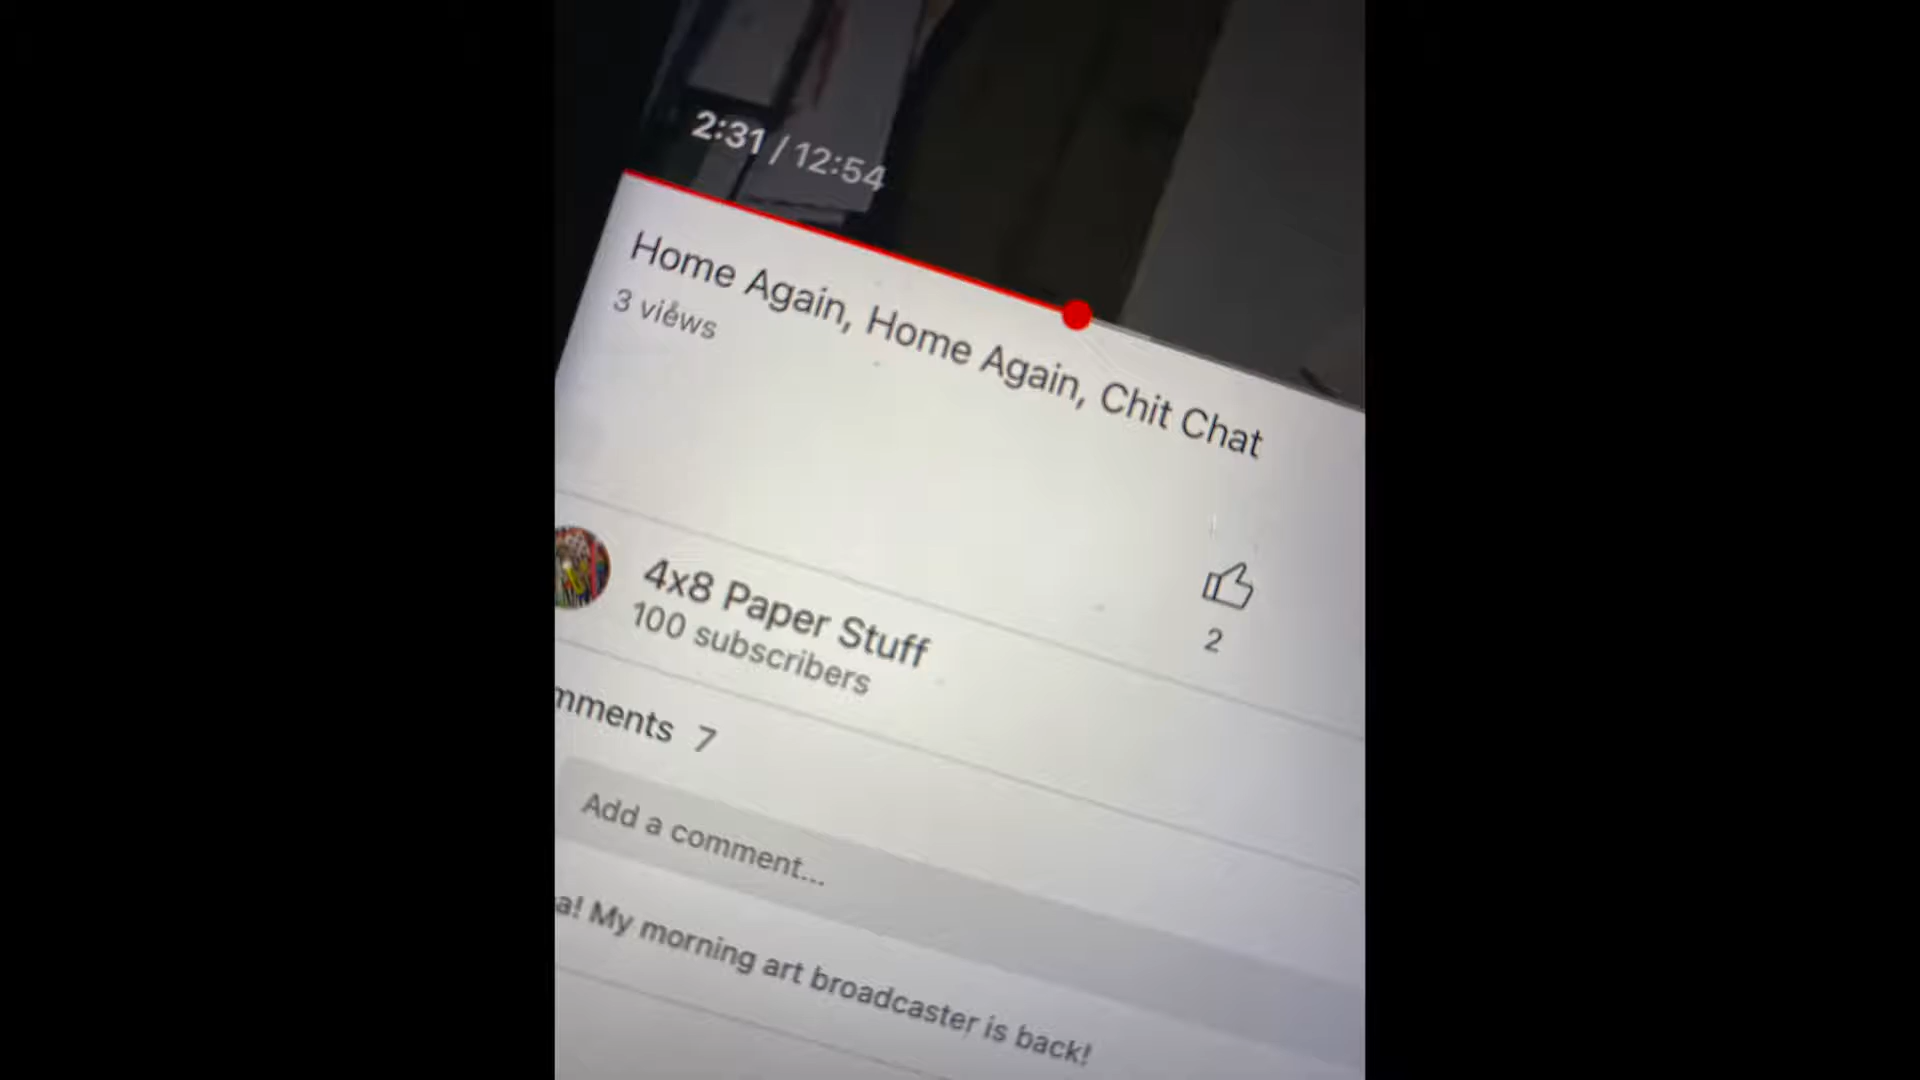 2:31 / 12:54
Home Again, Home Again, Chit Chat
3 views
2
4x8 Paper Stuff
100 subscribers
mments 7
Add a comment...
a! My morning art broadcaster is back!